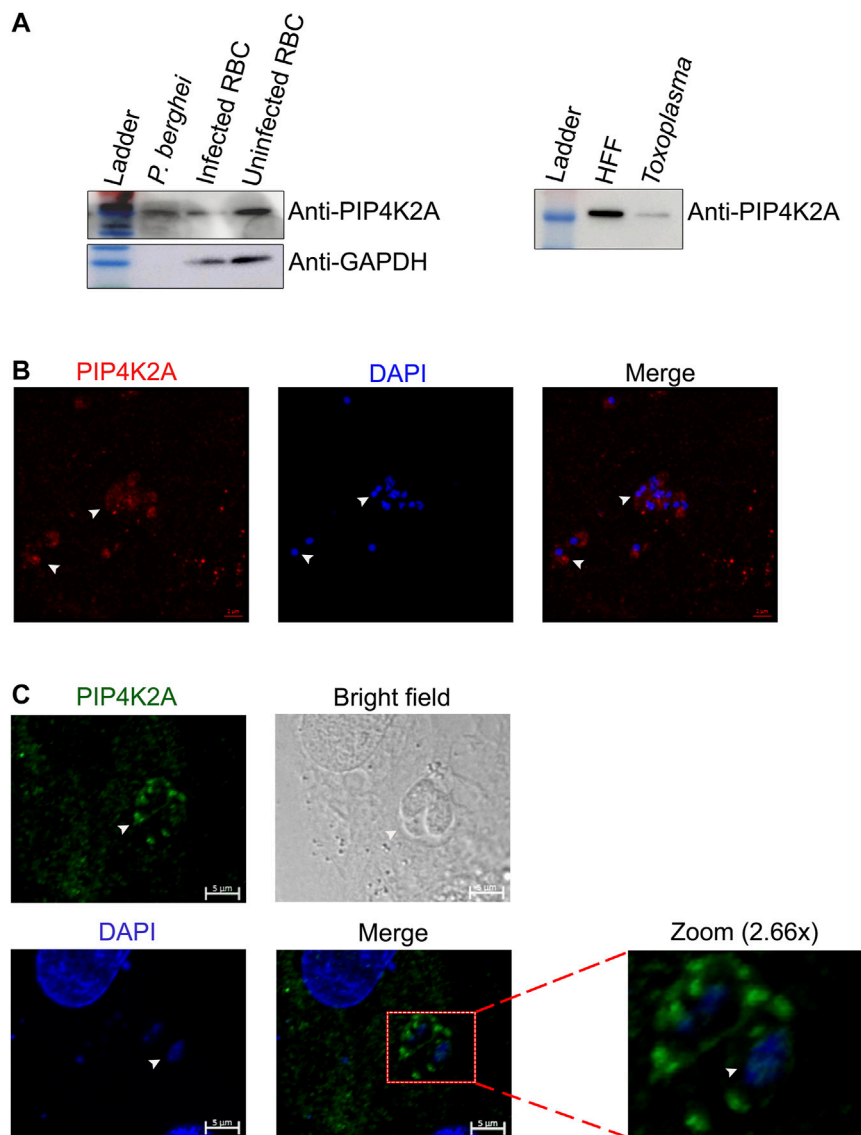 A
Ladder
P. berghei
Infected RBC
Uninfected RBC
Anti-PIP4K2A
Anti-GAPDH
Ladder
HFF
Toxoplasma
Anti-PIP4K2A
B
PIP4K2A
DAPI
Merge
C
PIP4K2A
Bright field
5 µm
5 µm
DAPI
Merge
Zoom (2.66x)
5 µm
5 µm